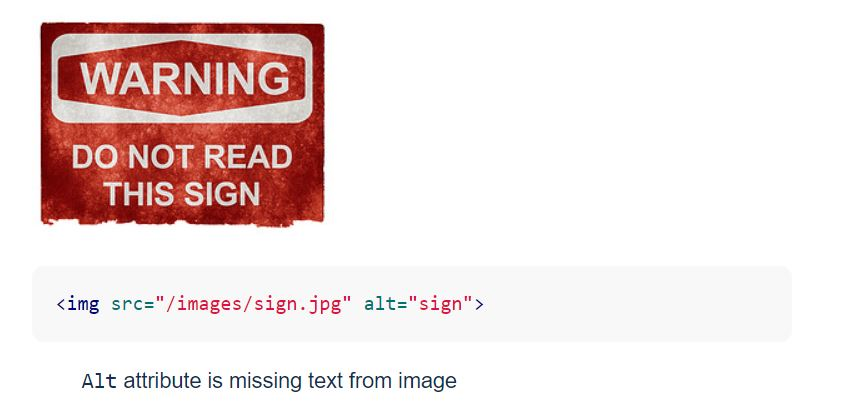 WARNING
DO NOT READ
THIS SIGN
<img src="/images/sign.jpg" alt="sign">
Alt attribute is missing text from image